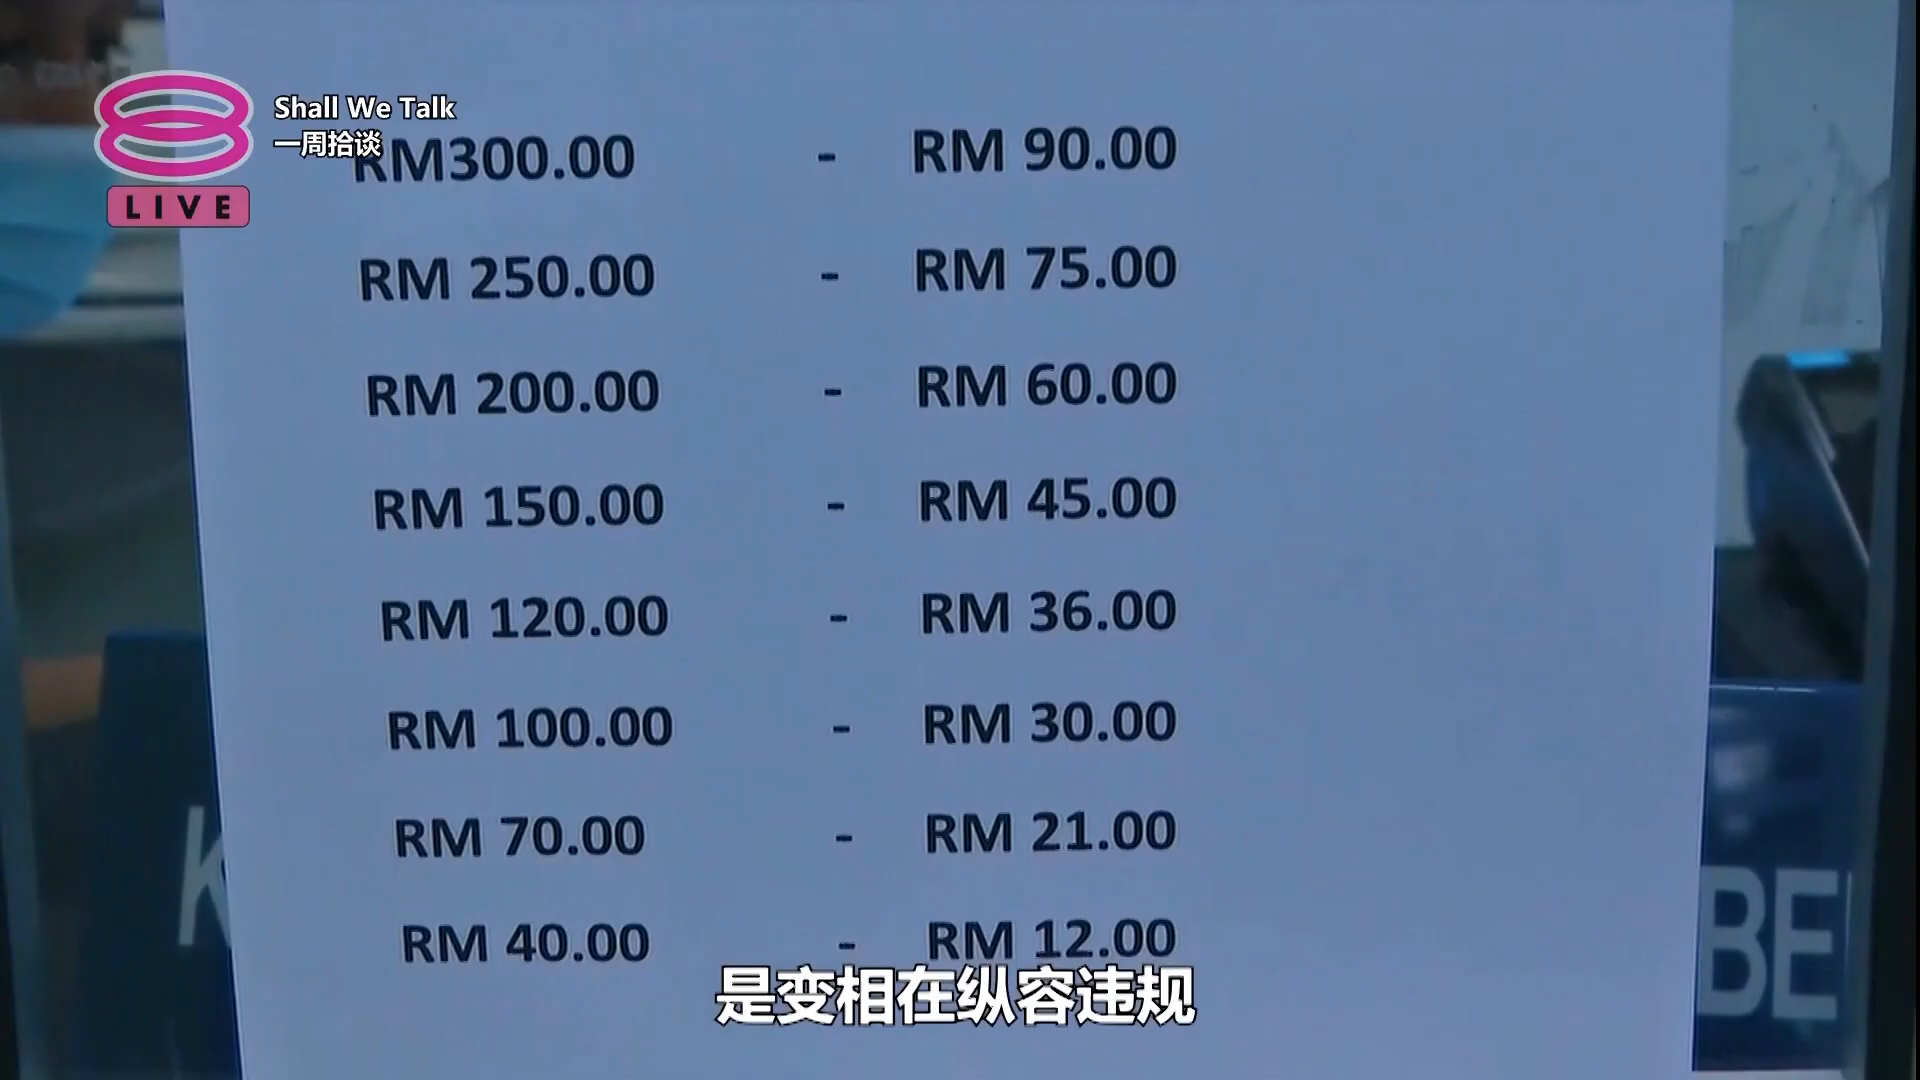 Shall We Talk
一周拾谈
LIVE
RM300.00 - RM 90.00
RM 250.00 - RM 75.00
RM 200.00 - RM 60.00
RM 150.00 - RM 45.00
RM 120.00 - RM 36.00
RM 100.00 - RM 30.00
RM 70.00 - RM 21.00
RM 40.00 - RM 12.00
K
BE
是变相在纵容违规